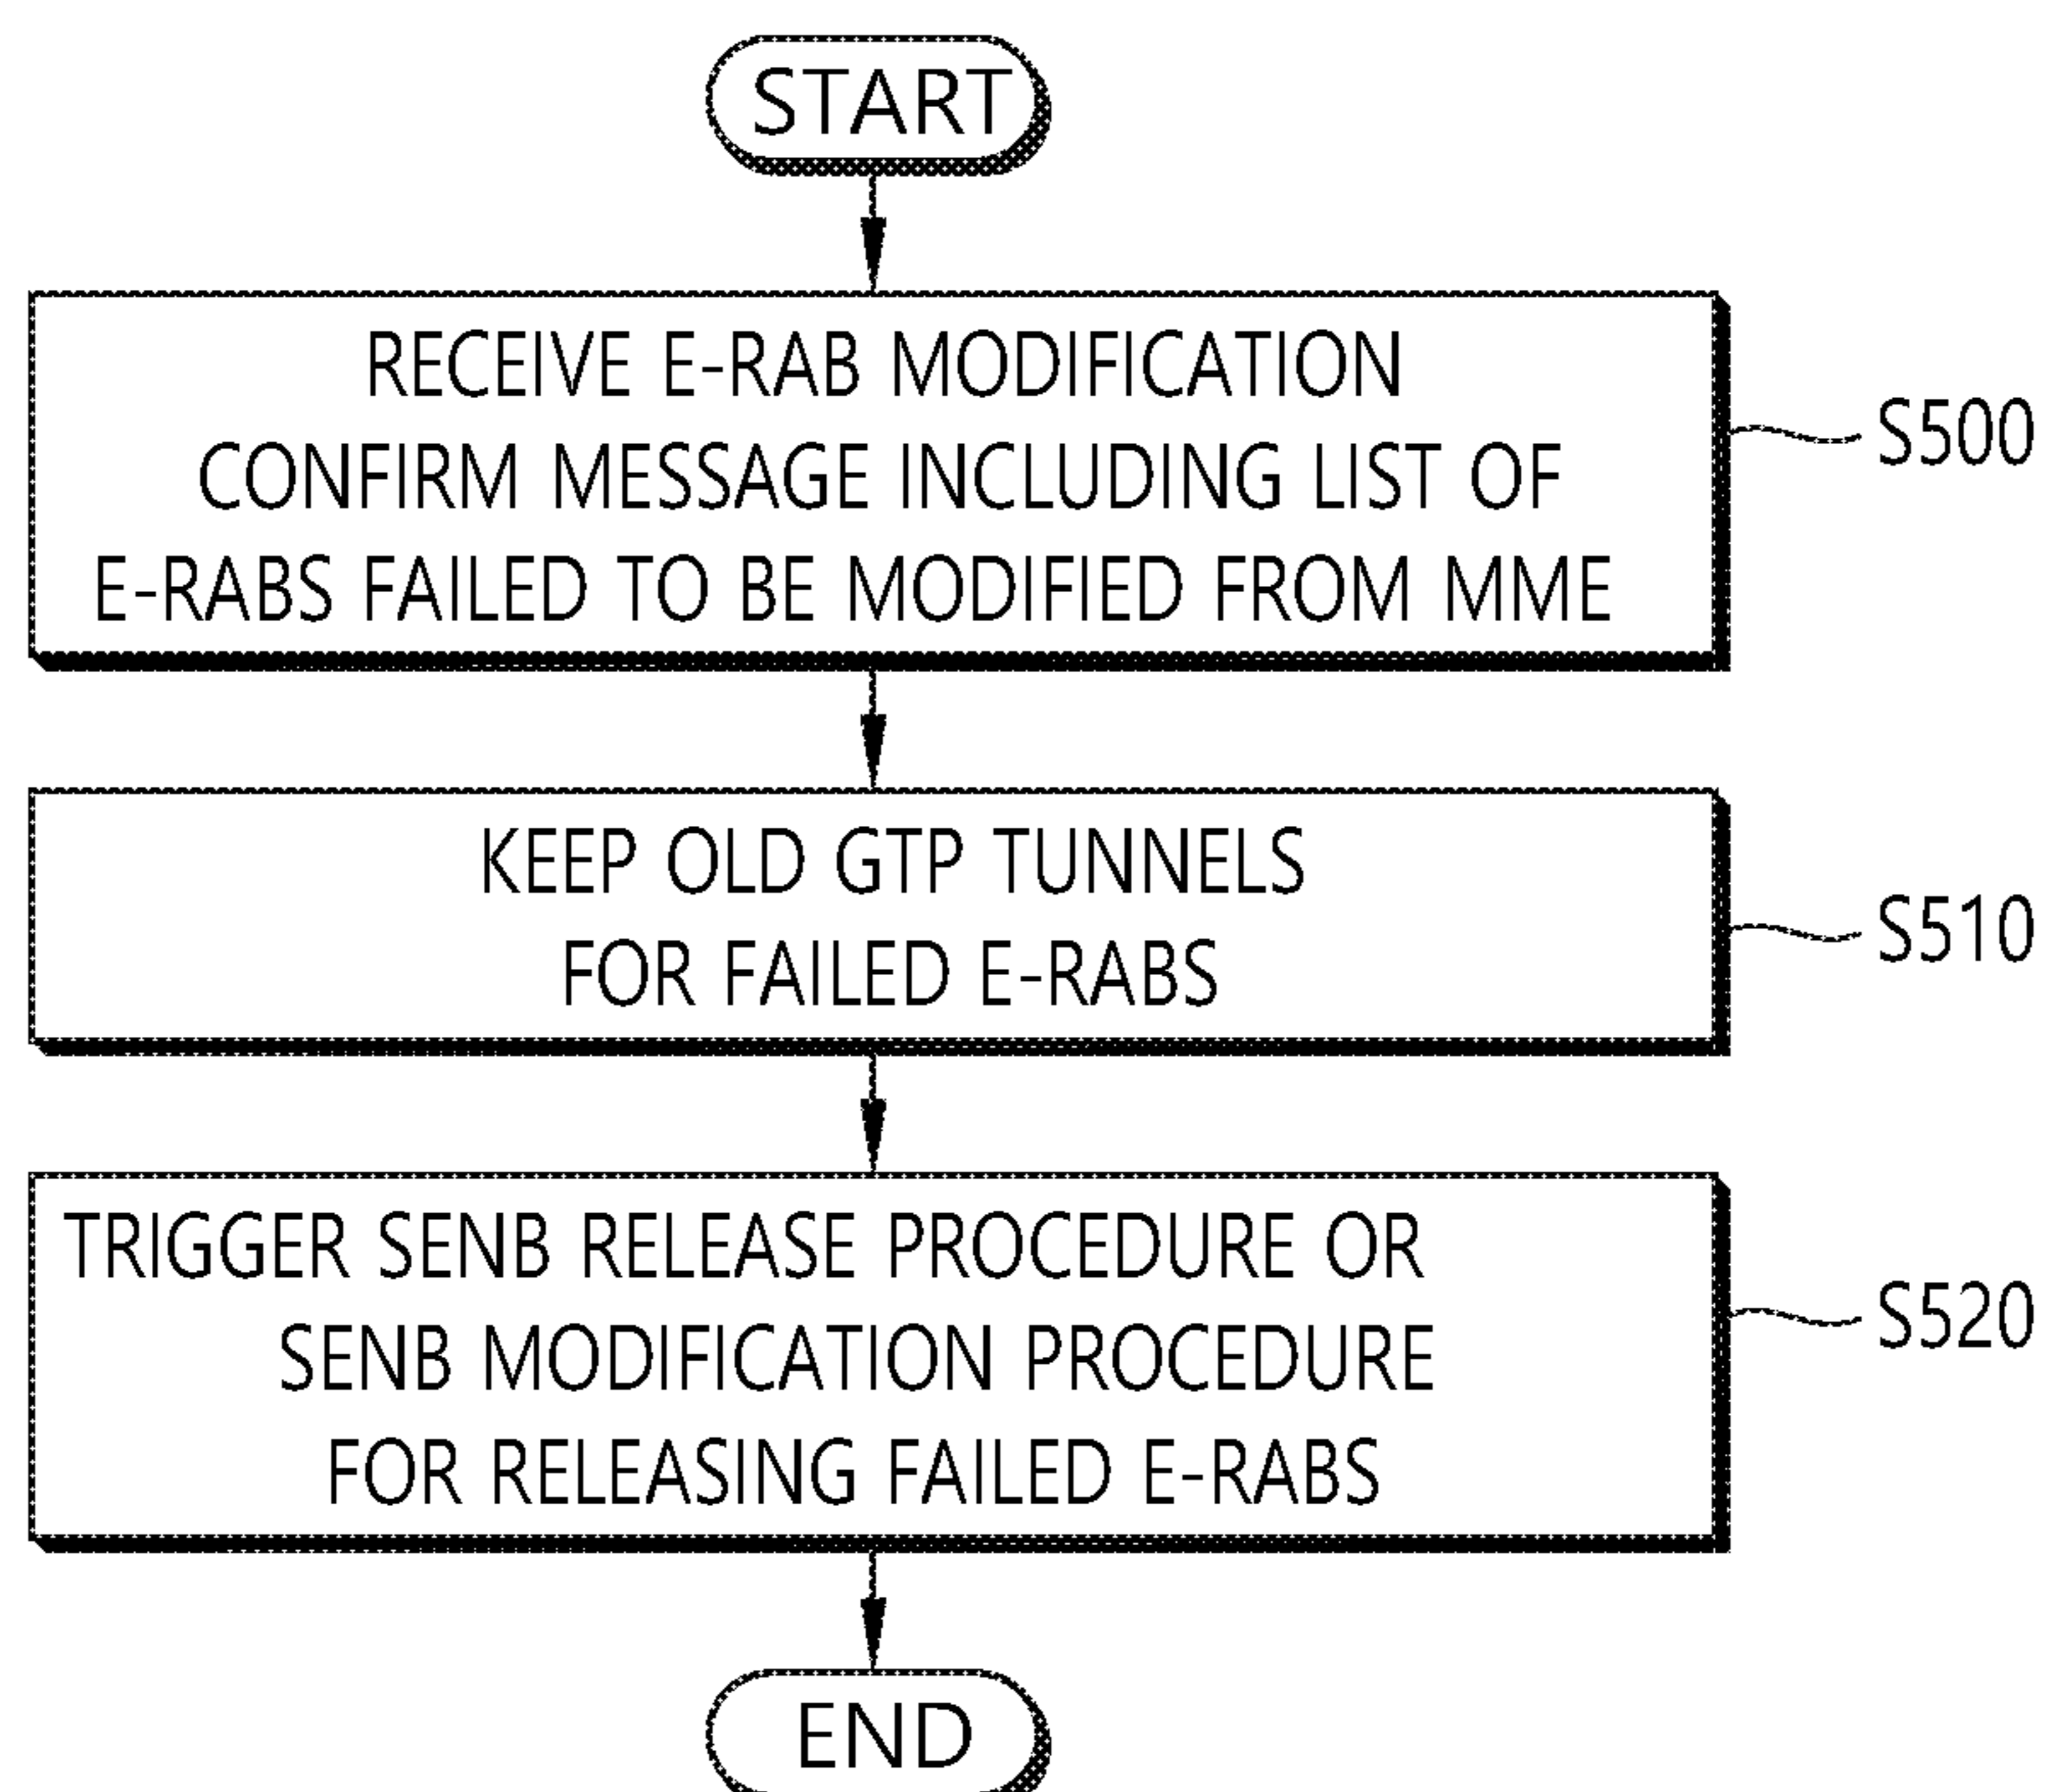 START
RECEIVE E-RAB MODIFICATION
CONFIRM MESSAGE INCLUDING LIST OF
E-RABS FAILED TO BE MODIFIED FROM MME
S500
KEEP OLD GTP TUNNELS
FOR FAILED E-RABS
S510
TRIGGER SENB RELEASE PROCEDURE OR
SENB MODIFICATION PROCEDURE
FOR RELEASING FAILED E-RABS
S520
END